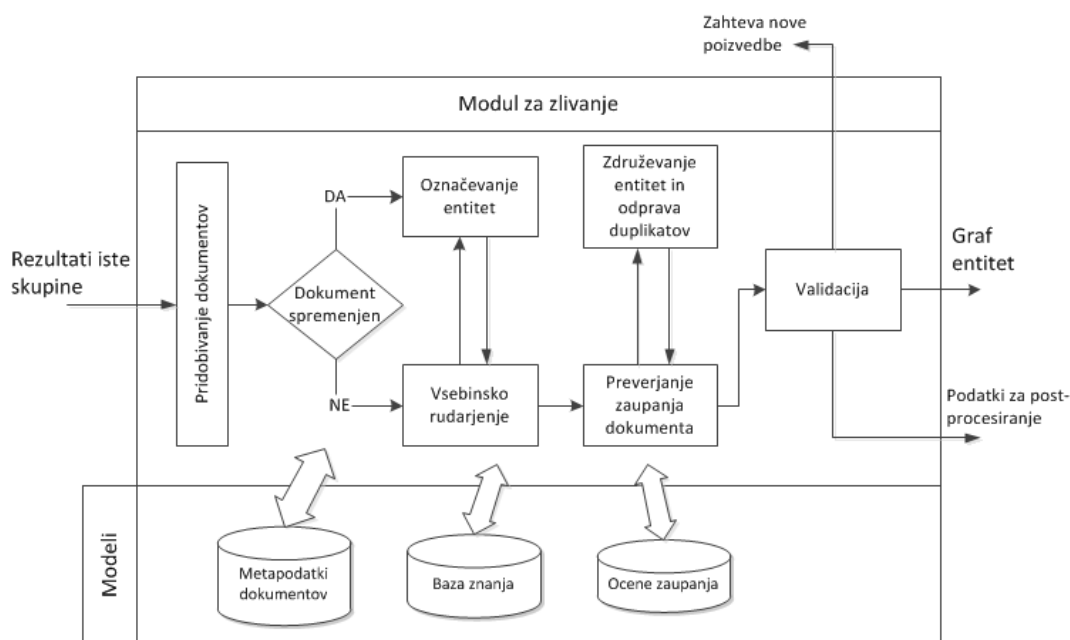 Zahteva nove
poizvedbe
Modul za zlivanje
Rezultati iste
skupine
Pridobivanje dokumentov
Dokument
spremenjen
DA
NE
Označevanje
entitet
Vsebinsko
rudarjenje
Združevanje
entitet in
odprava
duplikatov
Preverjanje
zaupanja
dokumenta
Validacija
Graf
entitet
Podatki za post-
procesiranje
Modeli
Metapodatki
dokumentov
Baza znanja
Ocene zaupanja